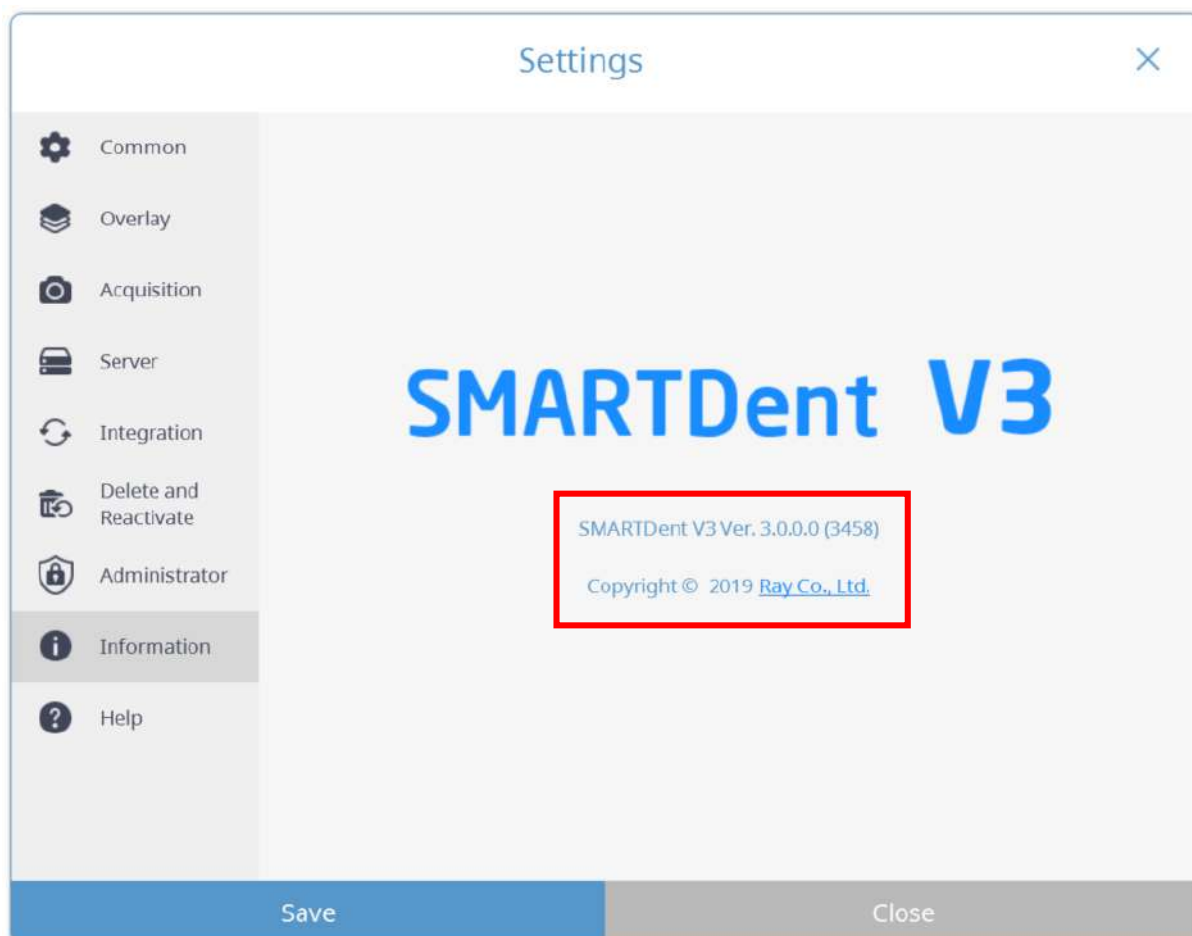 Settings
Common
Overlay
Acquisition
Server
Integration
Delete and
Reactivate
Administrator
Information
Help
SMARTDent V3
SMARTDent V3 Ver. 3.0.0.0 (3458)
Copyright © 2019 Ray Co., Ltd.
Save
Close